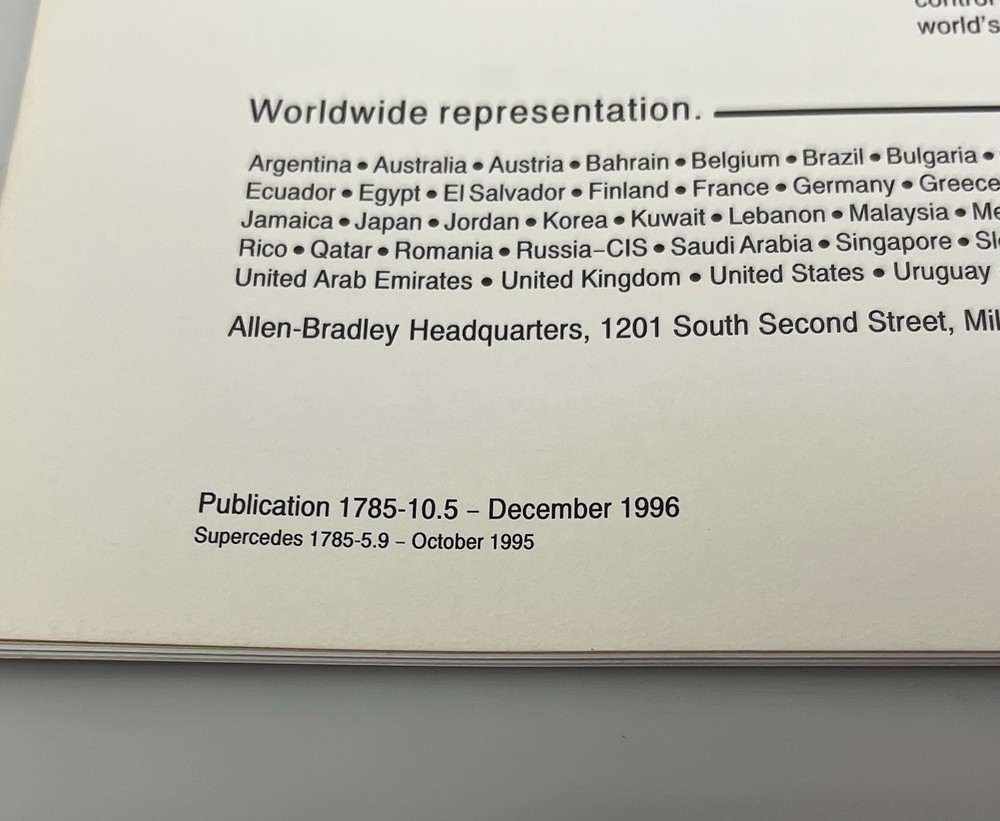 world's
Worldwide representation.
Argentina • Australia • Austria • Bahrain • Belgium • Brazil • Bulgaria •
Ecuador • Egypt • El Salvador • Finland • France • Germany • Greece
Jamaica • Japan • Jordan • Korea • Kuwait • Lebanon • Malaysia •
Rico • Qatar • Romania • Russia–CIS • Saudi Arabia • Singapore •
United Arab Emirates • United Kingdom • United States • Uruguay
Allen-Bradley Headquarters, 1201 South Second Street,
Publication 1785-10.5 – December 1996
Supercedes 1785-5.9 – October 1995